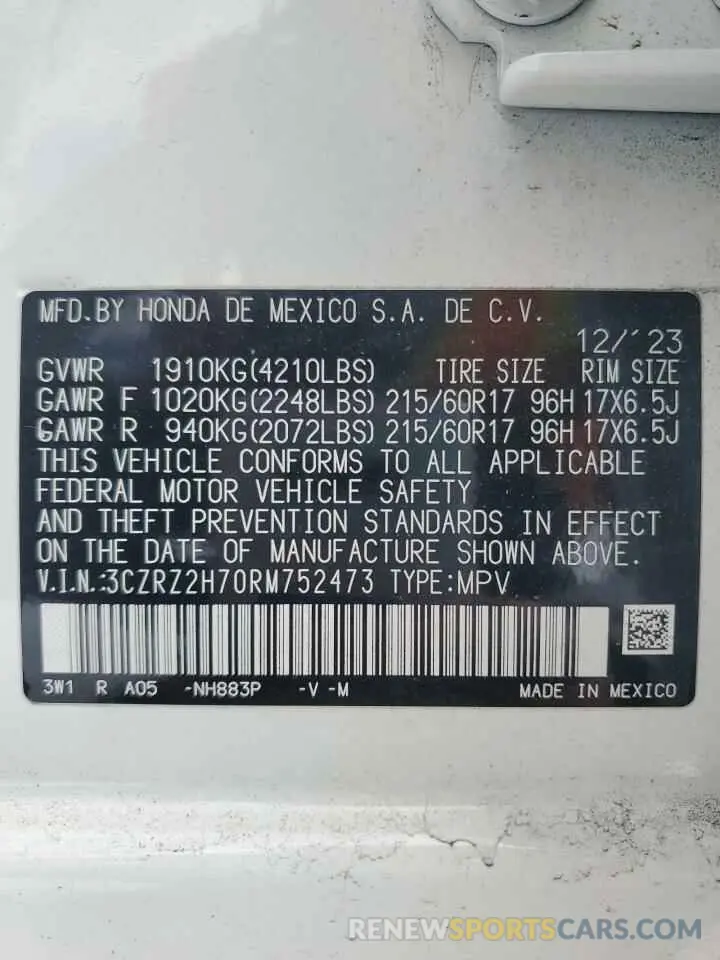 MFD.BY HONDA DE MEXICO S.A. DE C.V.
12/'23
GVWR 1910KG(4210LBS) TIRE SIZE RIM SIZE
GAWR F 1020KG(2248LBS) 215/60R17 96H 17X6.5J
GAWR R 940KG(2072LBS) 215/60R17 96H 17X6.5J
THIS VEHICLE CONFORMS TO ALL APPLICABLE
FEDERAL MOTOR VEHICLE SAFETY
AND THEFT PREVENTION STANDARDS IN EFFECT
ON THE DATE OF MANUFACTURE SHOWN ABOVE.
V.I.N.:3CZRZ2H70RM752473 TYPE:MPV
3W1 R A05 -NH883P -V -M MADE IN MEXICO
RENEWSPORTSCARS.COM